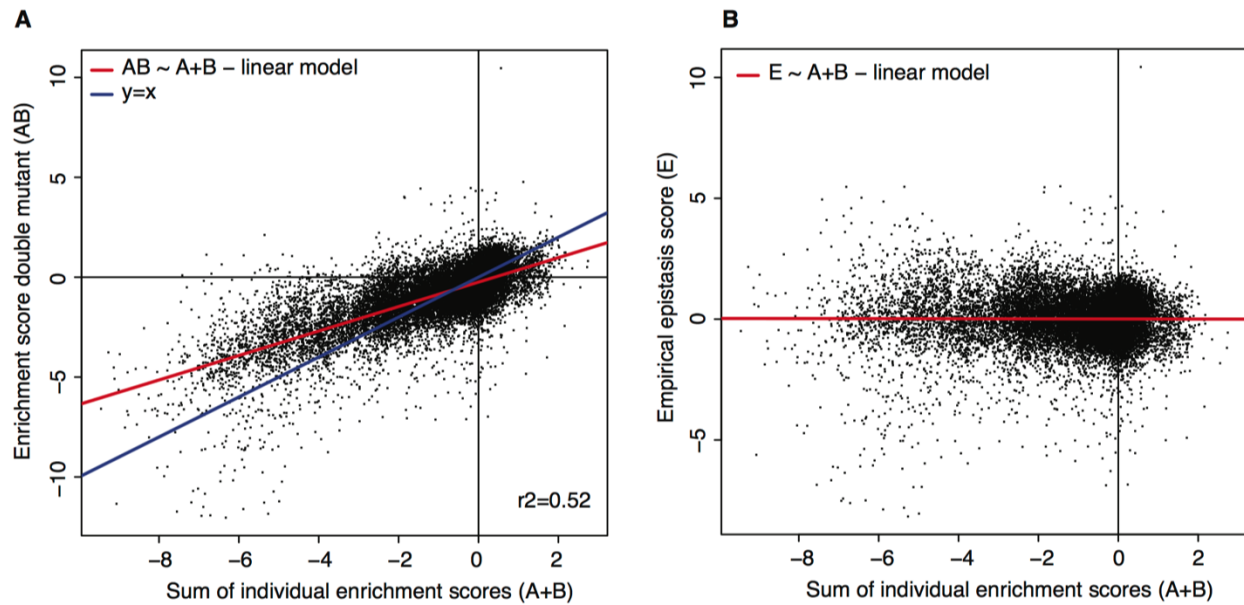 A
AB ~ A+B – linear model
y=x
10
5
0
−5
−10
Enrichment score double mutant (AB)
r2=0.52
−8 −6 −4 −2 0 2
Sum of individual enrichment scores (A+B)
B
E ~ A+B – linear model
10
5
0
−5
Empirical epistasis score (E)
−8 −6 −4 −2 0 2
Sum of individual enrichment scores (A+B)